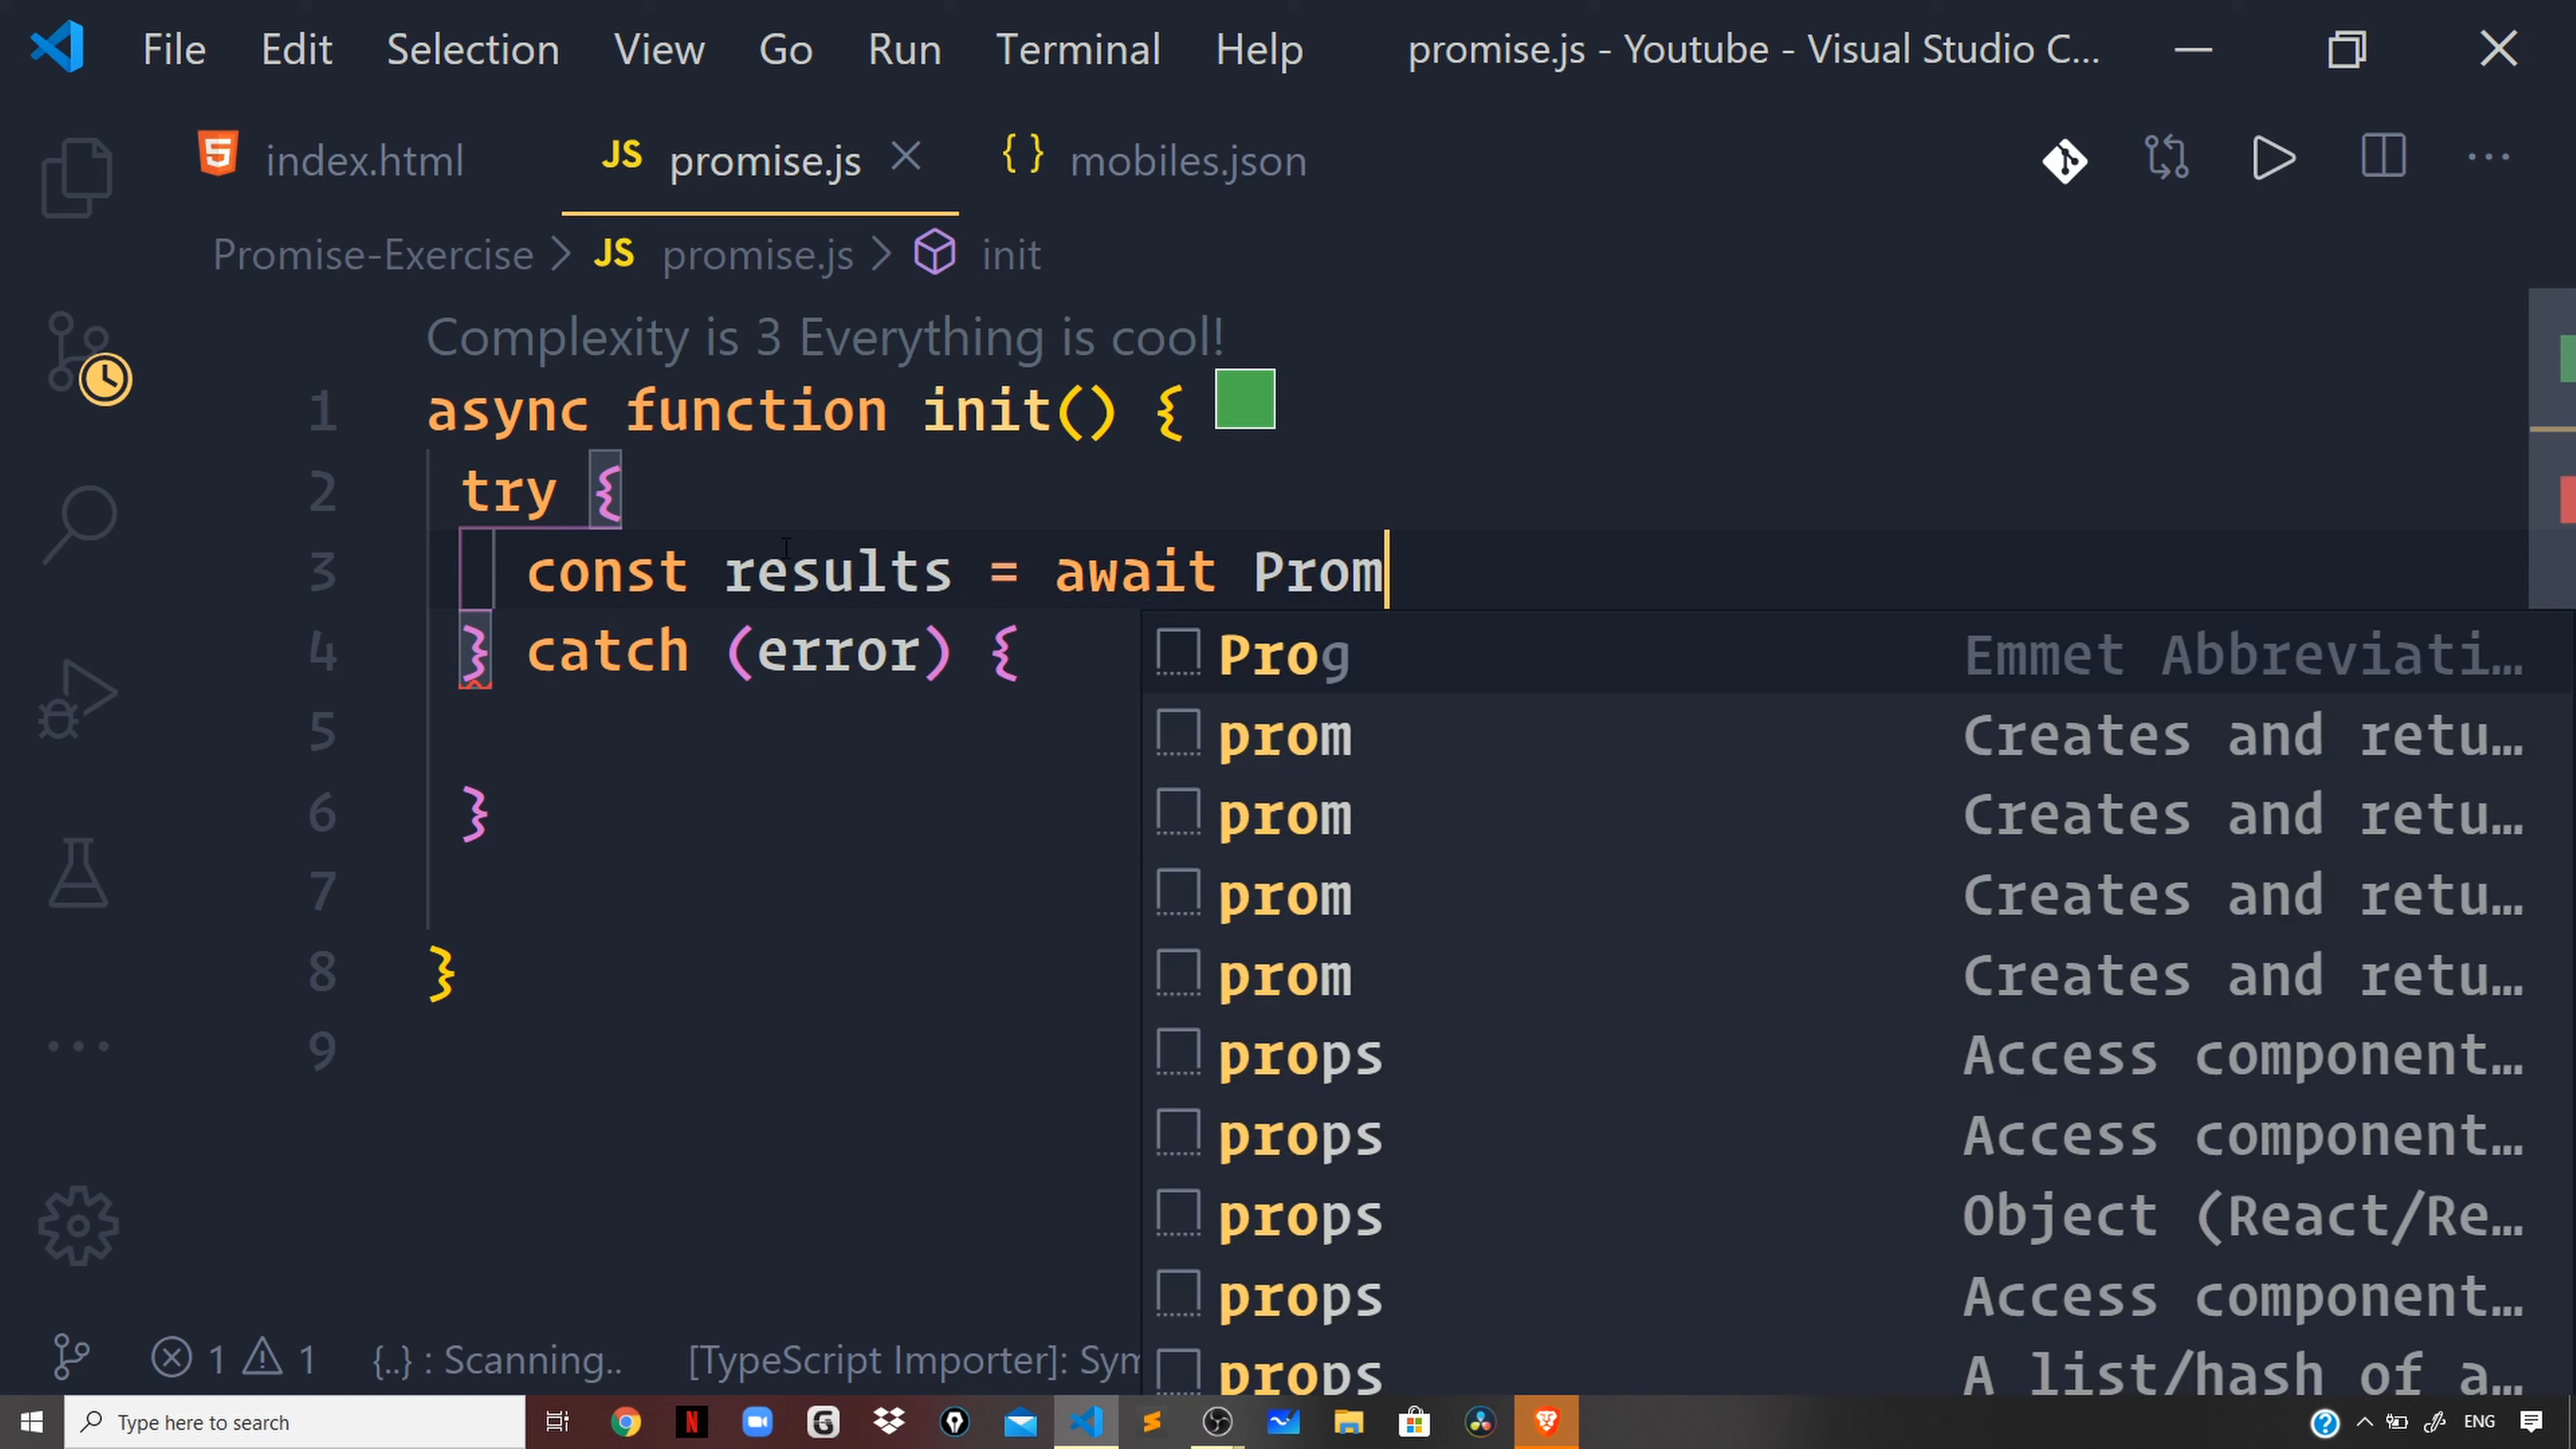 File Edit Selection View Go Run Terminal Help promise.js - Youtube - Visual Studio C...
index.html JS promise.js {} mobiles.json
Promise-Exercise > JS promise.js > init
Complexity is 3 Everything is cool!
1 async function init() {
2 try {
3 const results = await Prom
4 } catch (error) {
5
6 }
7
8 }
9
Prog Emmet Abbreviati...
prom Creates and retu...
prom Creates and retu...
prom Creates and retu...
prom Creates and retu...
props Access component...
props Access component...
props Object (React/Re...
props Access component...
props A list/hash of a...
1 1 {..} : Scanning.. [TypeScript Importer]: Sym
Type here to search ENG